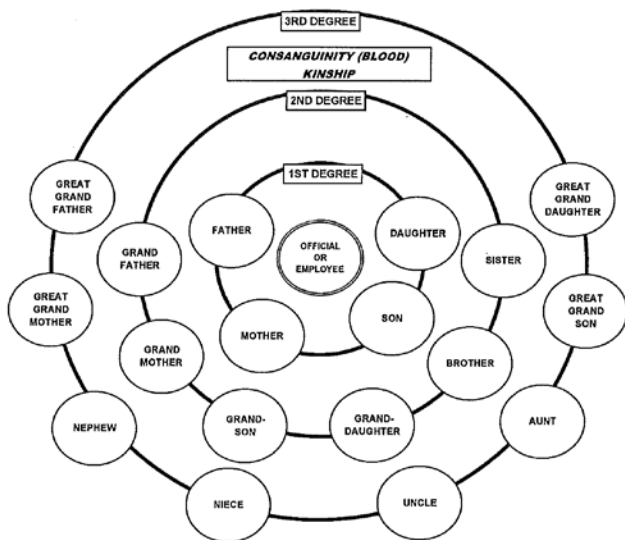 3RD DEGREE
CONSANGUINITY (BLOOD)
KINSHIP
2ND DEGREE
1ST DEGREE
GREAT
GRAND
FATHER
FATHER
DAUGHTER
GREAT
GRAND
DAUGHTER
OFFICIAL
OR
EMPLOYEE
GRAND
FATHER
SISTER
GREAT
GRAND
MOTHER
MOTHER
SON
GREAT
GRAND
SON
GRAND
MOTHER
BROTHER
NEPHEW
GRAND-
SON
GRAND-
DAUGHTER
AUNT
NIECE
UNCLE